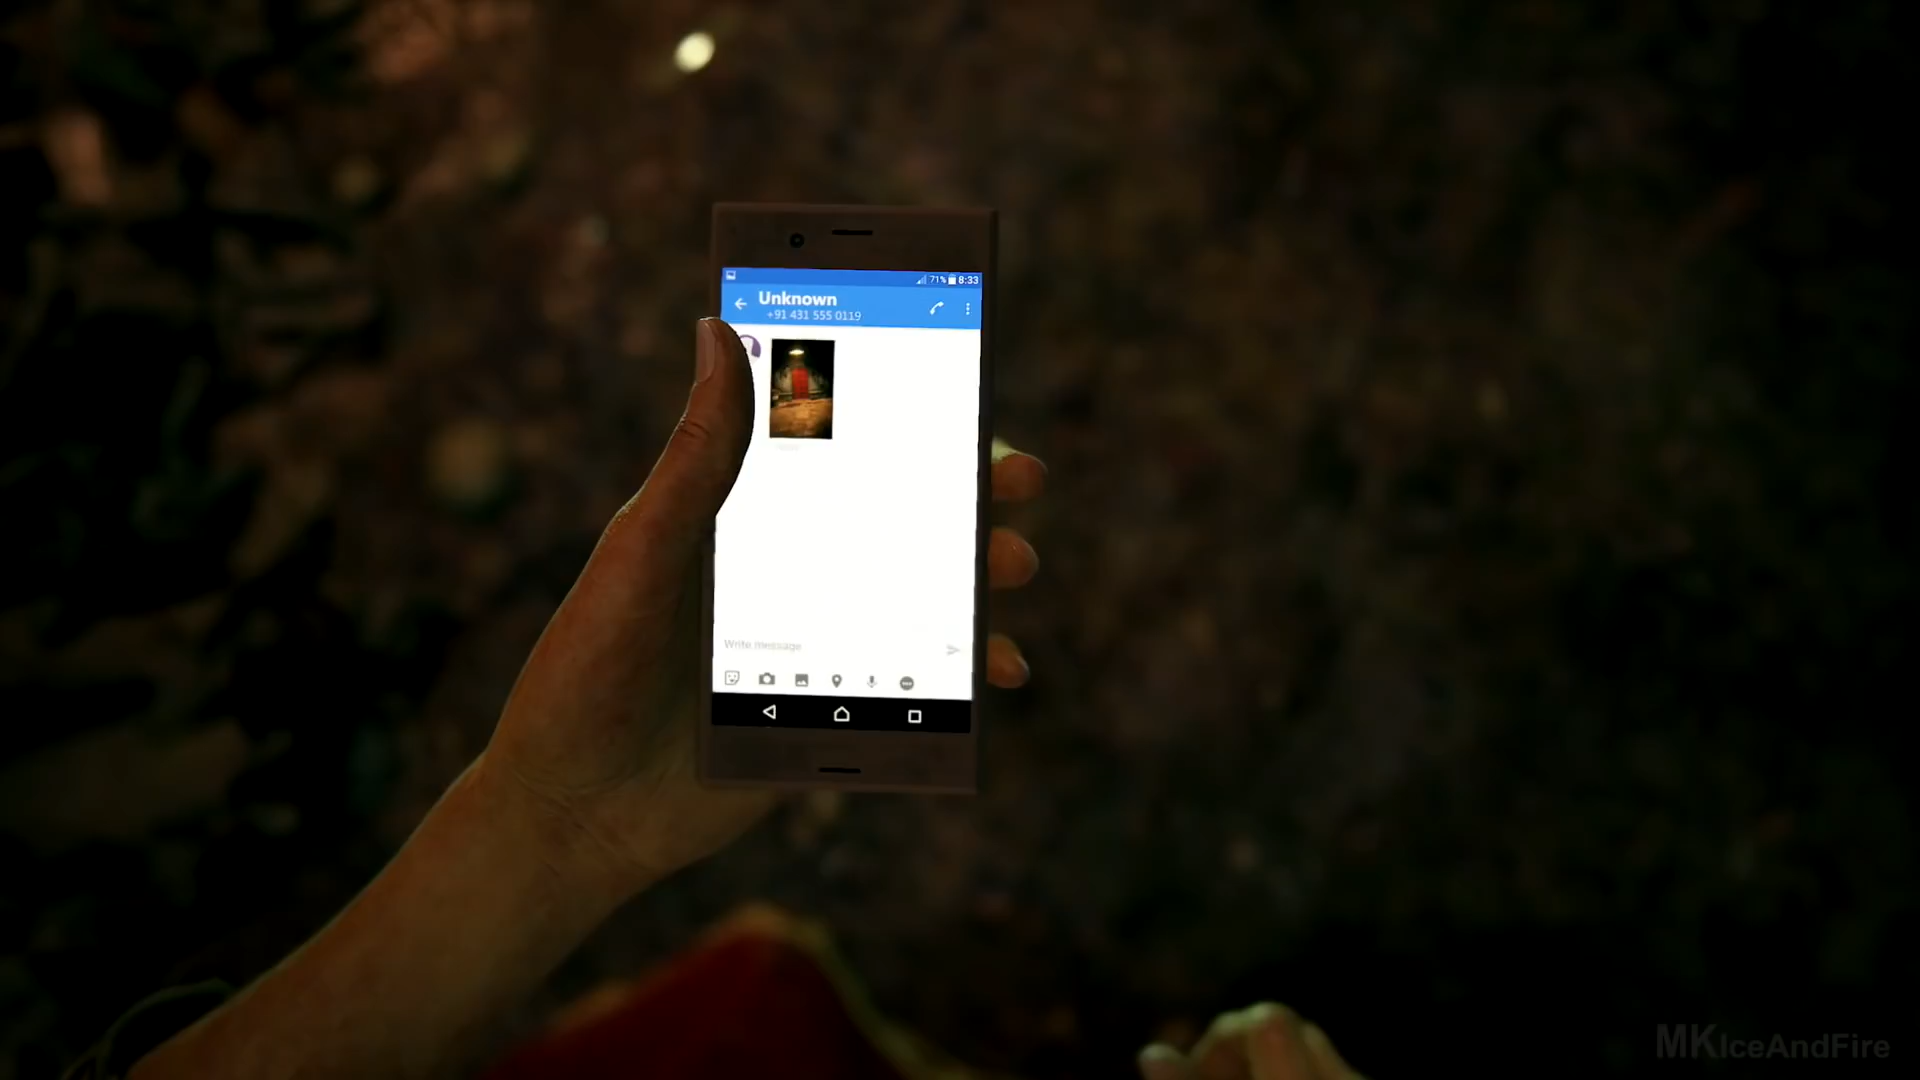 71% 8:33
Unknown
+91 431 555 0119
Write message
MKIceAndFire